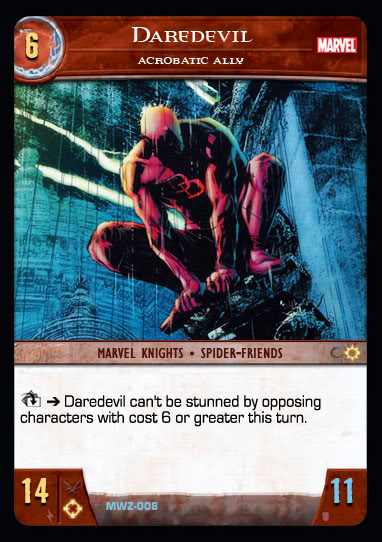 6
DAREDEVIL
ACROBATIC ALLY
MARVEL
MARVEL KNIGHTS • SPIDER-FRIENDS
C
➔ Daredevil can't be stunned by opposing
characters with cost 6 or greater this turn.
14
MWZ-008
11